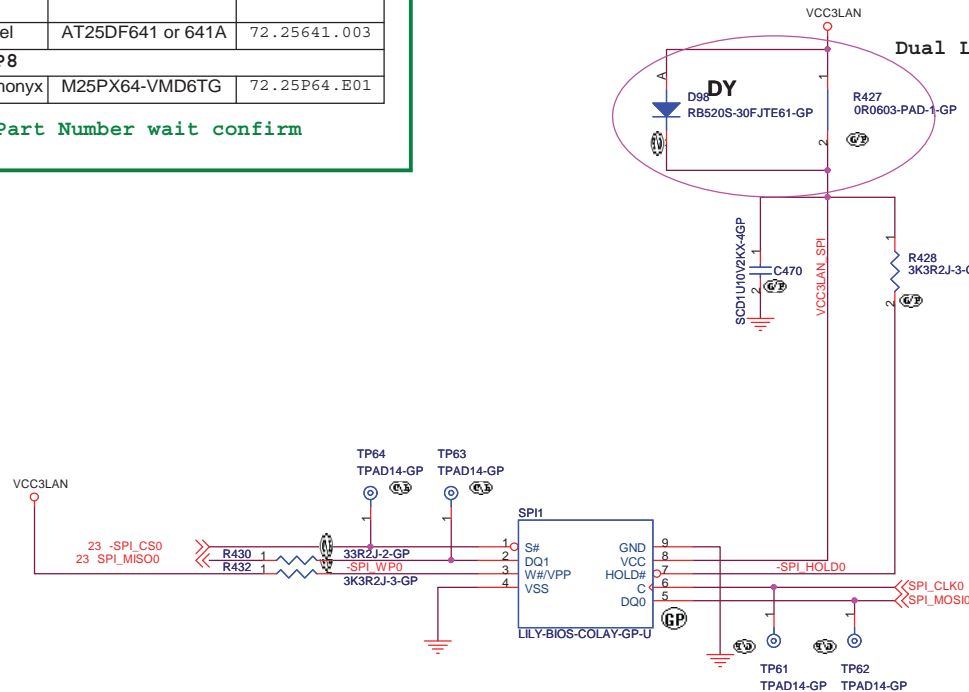 el AT25DF641 or 641A 72.25641.003
P8
nonyx M25PX64-VMD6TG 72.25P64.E01
Part Number wait confirm
VCC3LAN
Dual L
DY
A
D98
RB520S-30FJTE61-GP
1
R427
0R0603-PAD-1-GP
2
G/P
SCD1U10V2KX-4GP
1
C470
2
G/P
VCC3LAN_SPI
1
R428
3K3R2J-3-G
2
G/P
TP64
TPAD14-GP
1
TP63
TPAD14-GP
1
VCC3LAN
23 -SPI_CS0
23 SPI_MISO0
R430 1
33R2J-2-GP
R432 1
-SPI_WP0
3K3R2J-3-GP
SPI1
1 S#
2 DQ1
3 W#/VPP
4 VSS
GND 9
VCC 8
HOLD# 7
C 6
DQ0 5
LILY-BIOS-COLAY-GP-U
GP
-SPI_HOLD0
SPI_CLK0
SPI_MOSI0
1
TP61
TPAD14-GP
1
TP62
TPAD14-GP